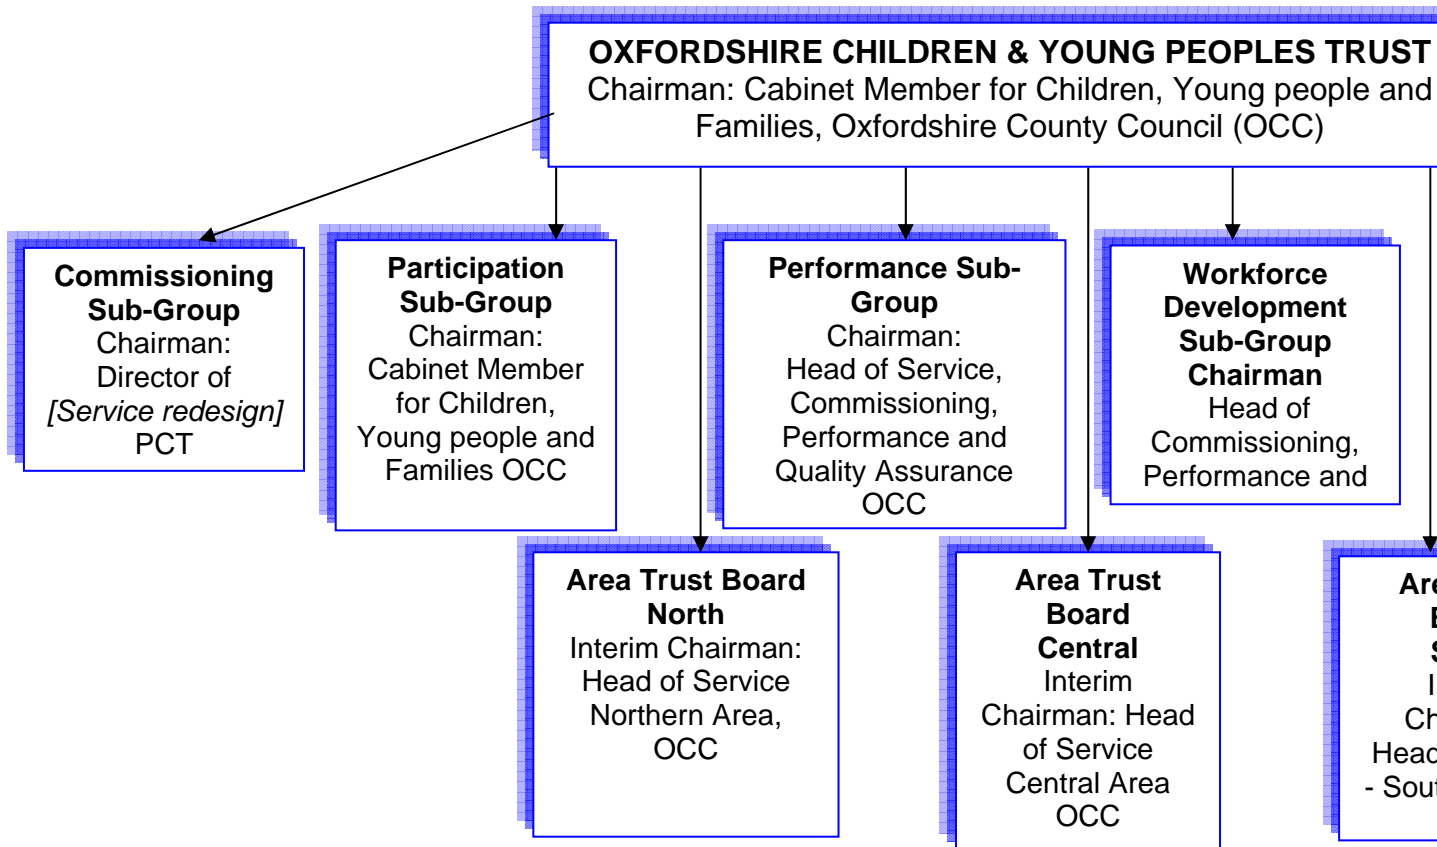 OXFORDSHIRE CHILDREN & YOUNG PEOPLES TRUST
Chairman: Cabinet Member for Children, Young people and
Families, Oxfordshire County Council (OCC)
Commissioning
Sub-Group
Chairman:
Director of
[Service redesign]
PCT
Participation
Sub-Group
Chairman:
Cabinet Member
for Children,
Young people and
Families OCC
Performance Sub-
Group
Chairman:
Head of Service,
Commissioning,
Performance and
Quality Assurance
OCC
Workforce
Development
Sub-Group
Chairman
Head of
Commissioning,
Performance and
Area Trust Board
North
Interim Chairman:
Head of Service
Northern Area,
OCC
Area Trust
Board
Central
Interim
Chairman: Head
of Service
Central Area
OCC
Head